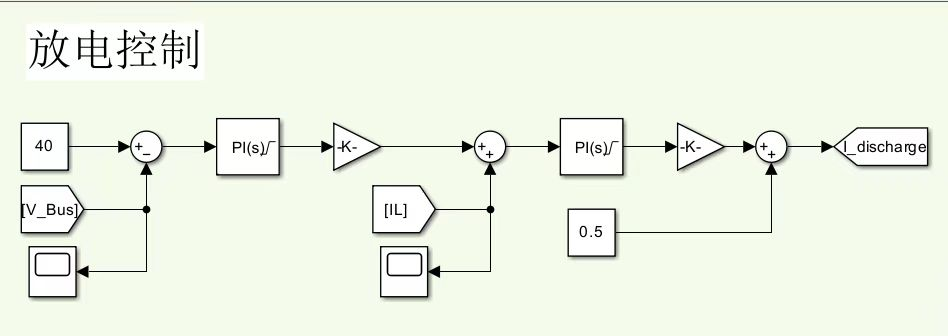 放电控制
40
+
−
PI(s)
-K-
+
+
PI(s)
-K-
+
+
I_discharge
[V_Bus]
[IL]
0.5